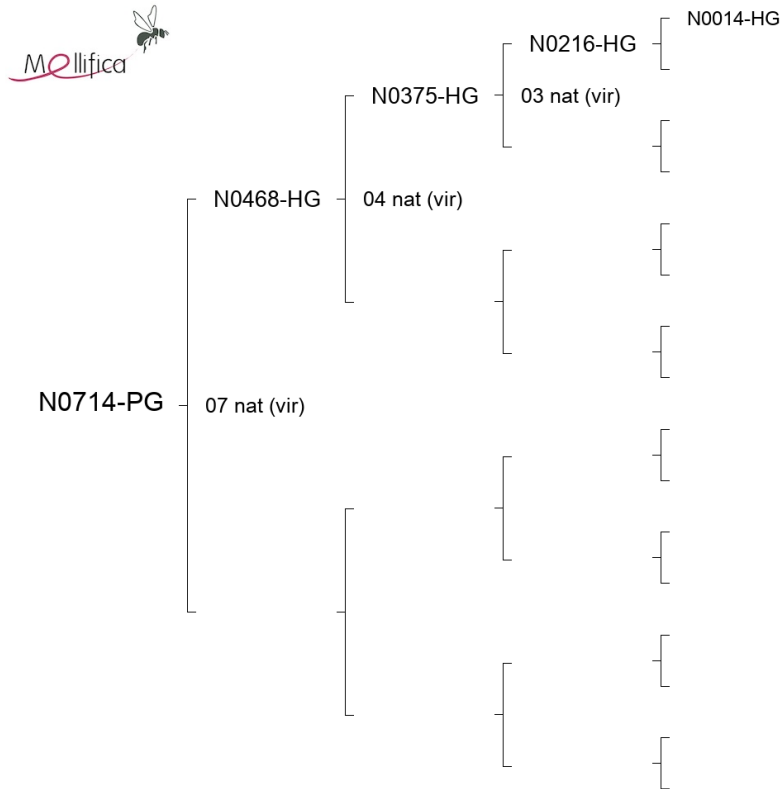 N0014-HG
N0216-HG
Mellifica
N0375-HG
03 nat (vir)
N0468-HG
04 nat (vir)
N0714-PG
07 nat (vir)